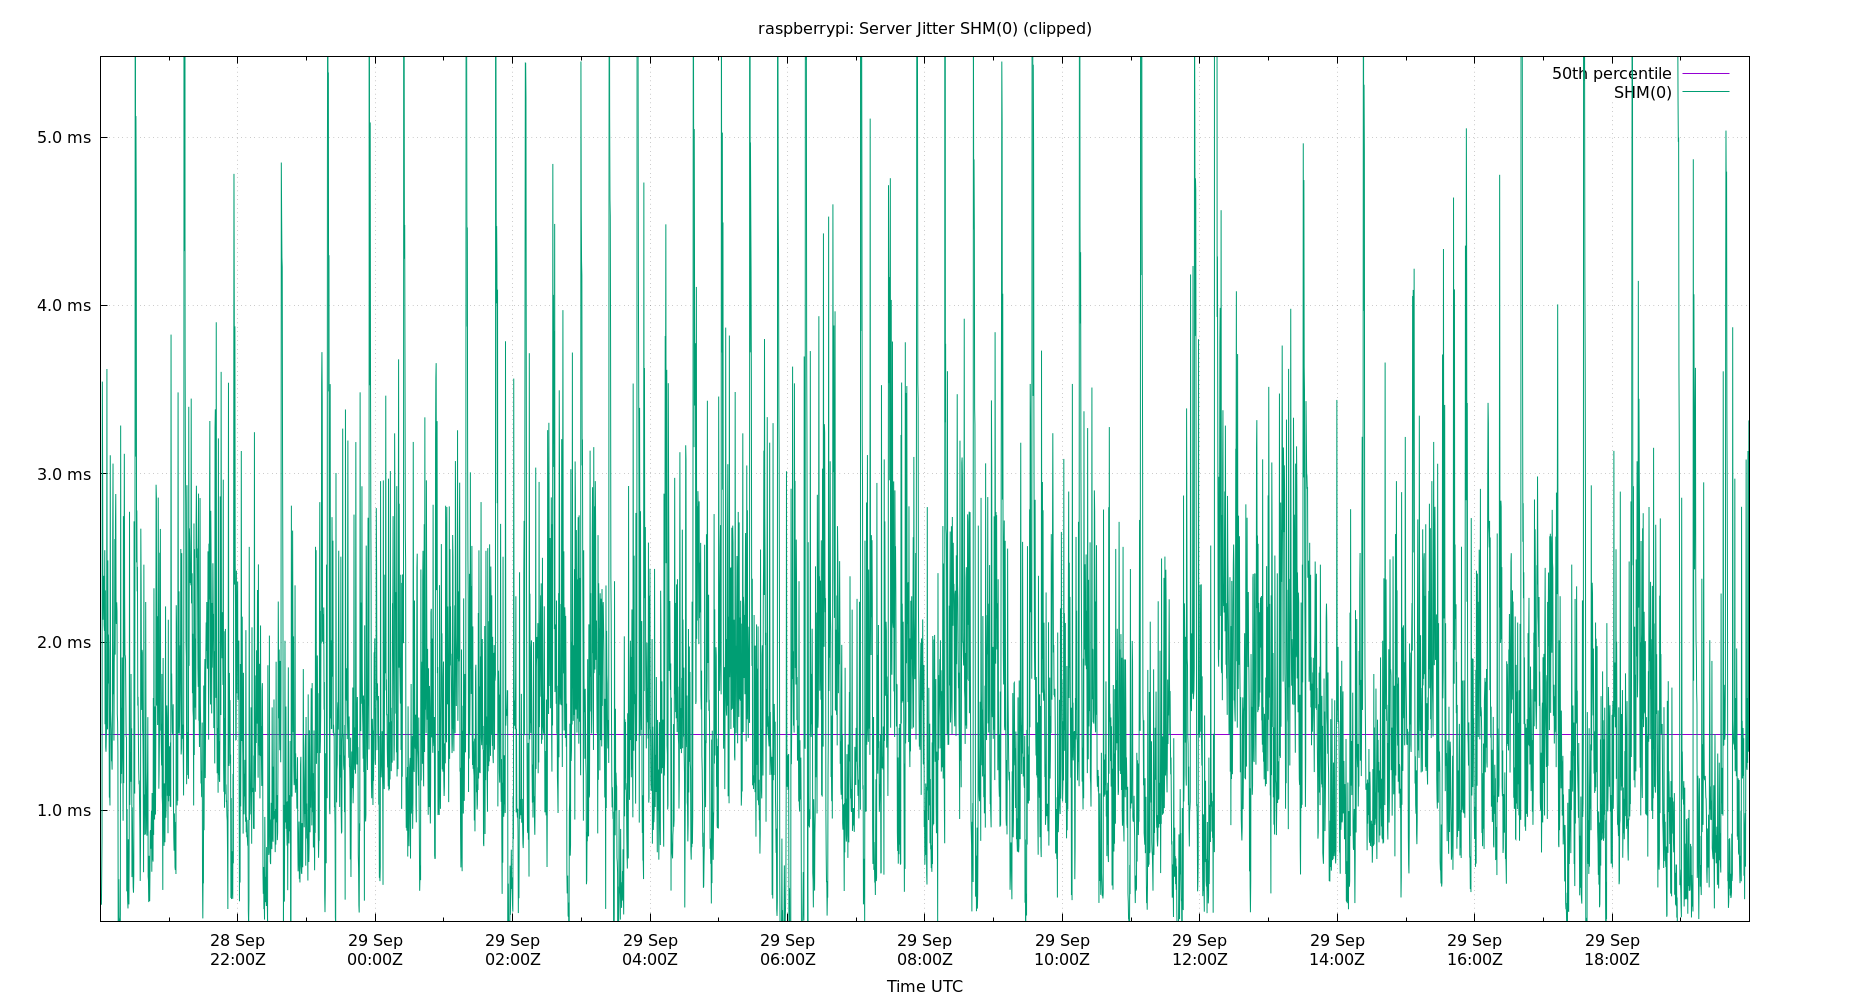 raspberrypi: Server Jitter SHM(0) (clipped)
50th percentile
SHM(0)
5.0 ms
4.0 ms
3.0 ms
2.0 ms
1.0 ms
28 Sep 29 Sep 29 Sep 29 Sep 29 Sep 29 Sep 29 Sep 29 Sep 29 Sep 29 Sep 29 Sep
22:00Z 00:00Z 02:00Z 04:00Z 06:00Z 08:00Z 10:00Z 12:00Z 14:00Z 16:00Z 18:00Z
Time UTC